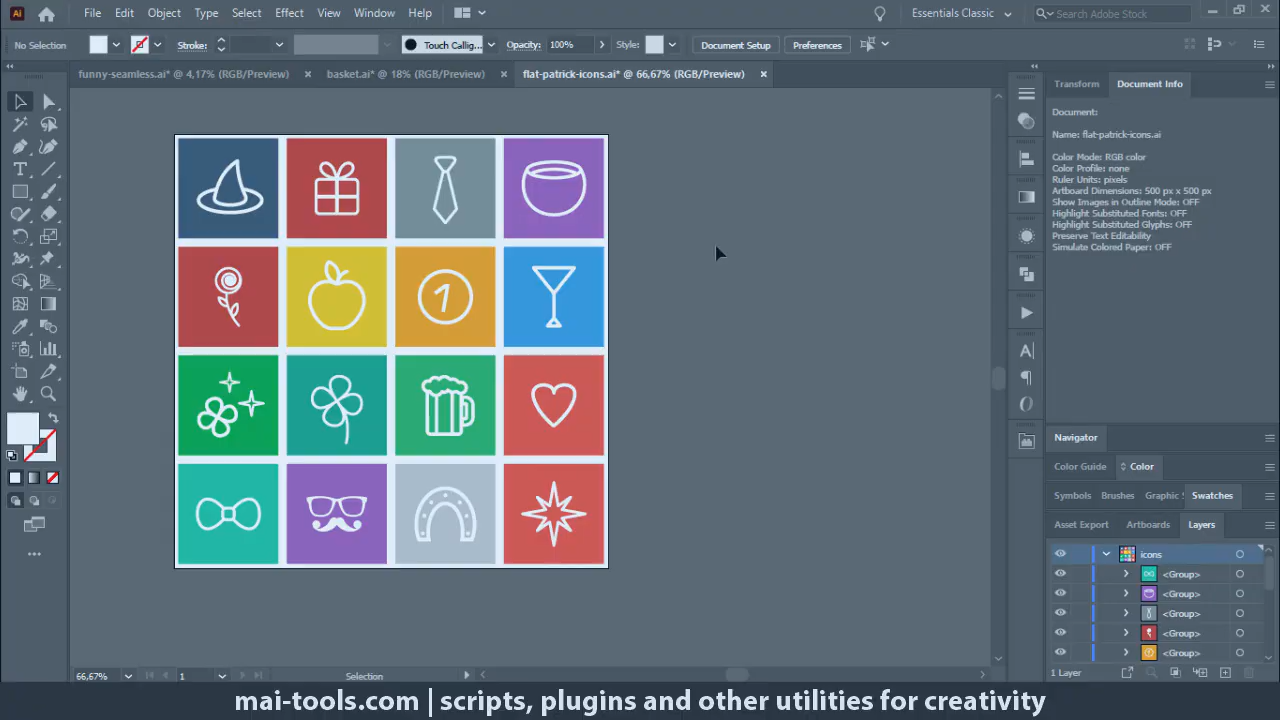 Ai File Edit Object Type Select Effect View Window Help Essentials Classic Search Adobe Stock
No Selection Stroke: Touch Callig... Opacity: 100% Style: Document Setup Preferences
funny-seamless.ai* @ 4,17% (RGB/Preview) × basket.ai* @ 18% (RGB/Preview) × flat-patrick-icons.ai* @ 66,67% (RGB/Preview) ×
Transform Document Info
Document:
Name: flat-patrick-icons.ai
Color Mode: RGB color
Color Profile: none
Ruler Units: pixels
Artboard Dimensions: 500 px x 500 px
Show Images in Outline Mode: OFF
Highlight Substituted Fonts: OFF
Highlight Substituted Glyphs: OFF
Preserve Text Editability
Simulate Colored Paper: OFF
1
Navigator
Color Guide Color
Symbols Brushes Graphic S Swatches
Asset Export Artboards Layers
icons
<Group>
<Group>
<Group>
<Group>
<Group>
66,67% 1 Selection 1 Layer
mai-tools.com | scripts, plugins and other utilities for creativity